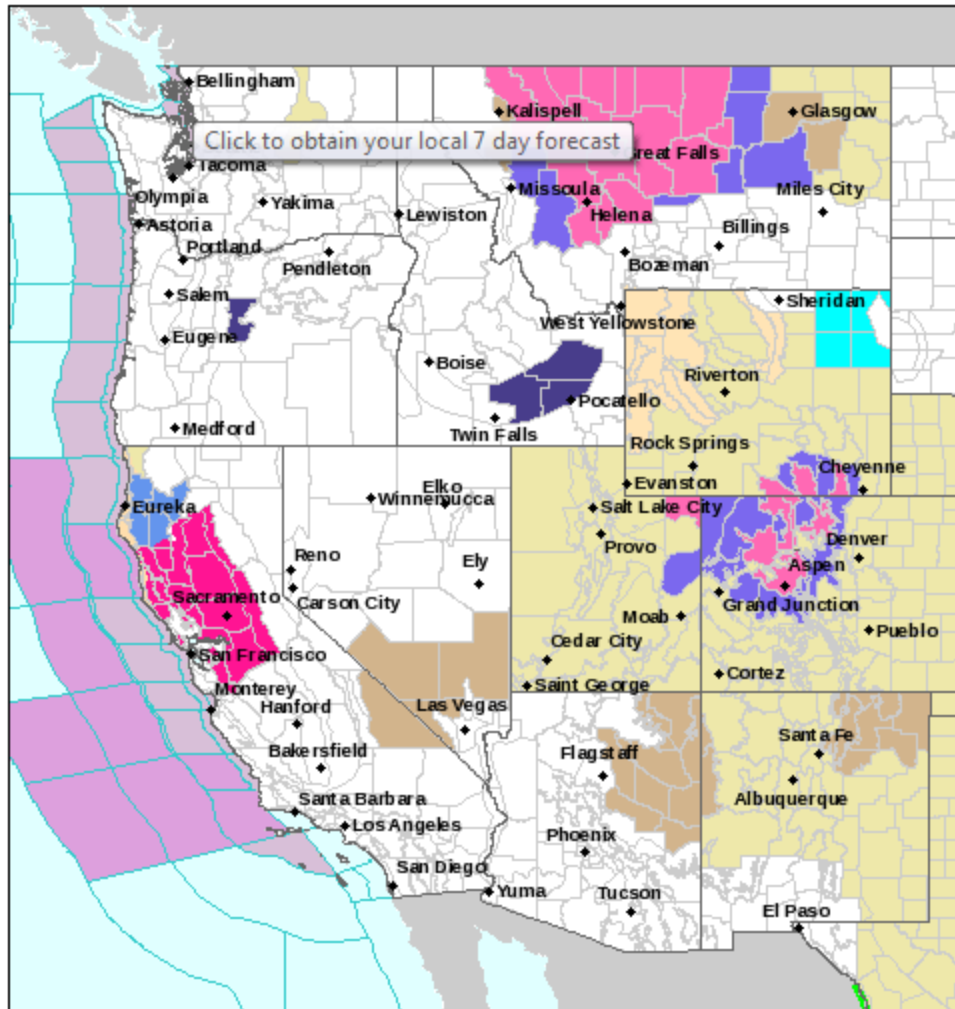 Bellingham
Kalispell
Glasgow
Click to obtain your local 7 day forecast
Great Falls
Tacoma
Missoula
Miles City
Olympia
Yakima
Lewiston
Helena
Astoria
Billings
Portland
Pendleton
Bozeman
Salem
Sheridan
West Yellowstone
Eugene
Boise
Riverton
Pocatello
Medford
Twin Falls
Rock Springs
Cheyenne
Elko
Evanston
Winnemucca
Eureka
Salt Lake City
Denver
Provo
Reno
Ely
Aspen
Sacramento
Carson City
Grand Junction
Moab
Pueblo
Cedar City
San Francisco
Cortez
Saint George
Monterey
Hanford
Las Vegas
Santa Fe
Bakersfield
Flagstaff
Albuquerque
Santa Barbara
Los Angeles
Phoenix
San Diego
Yuma
Tucson
El Paso